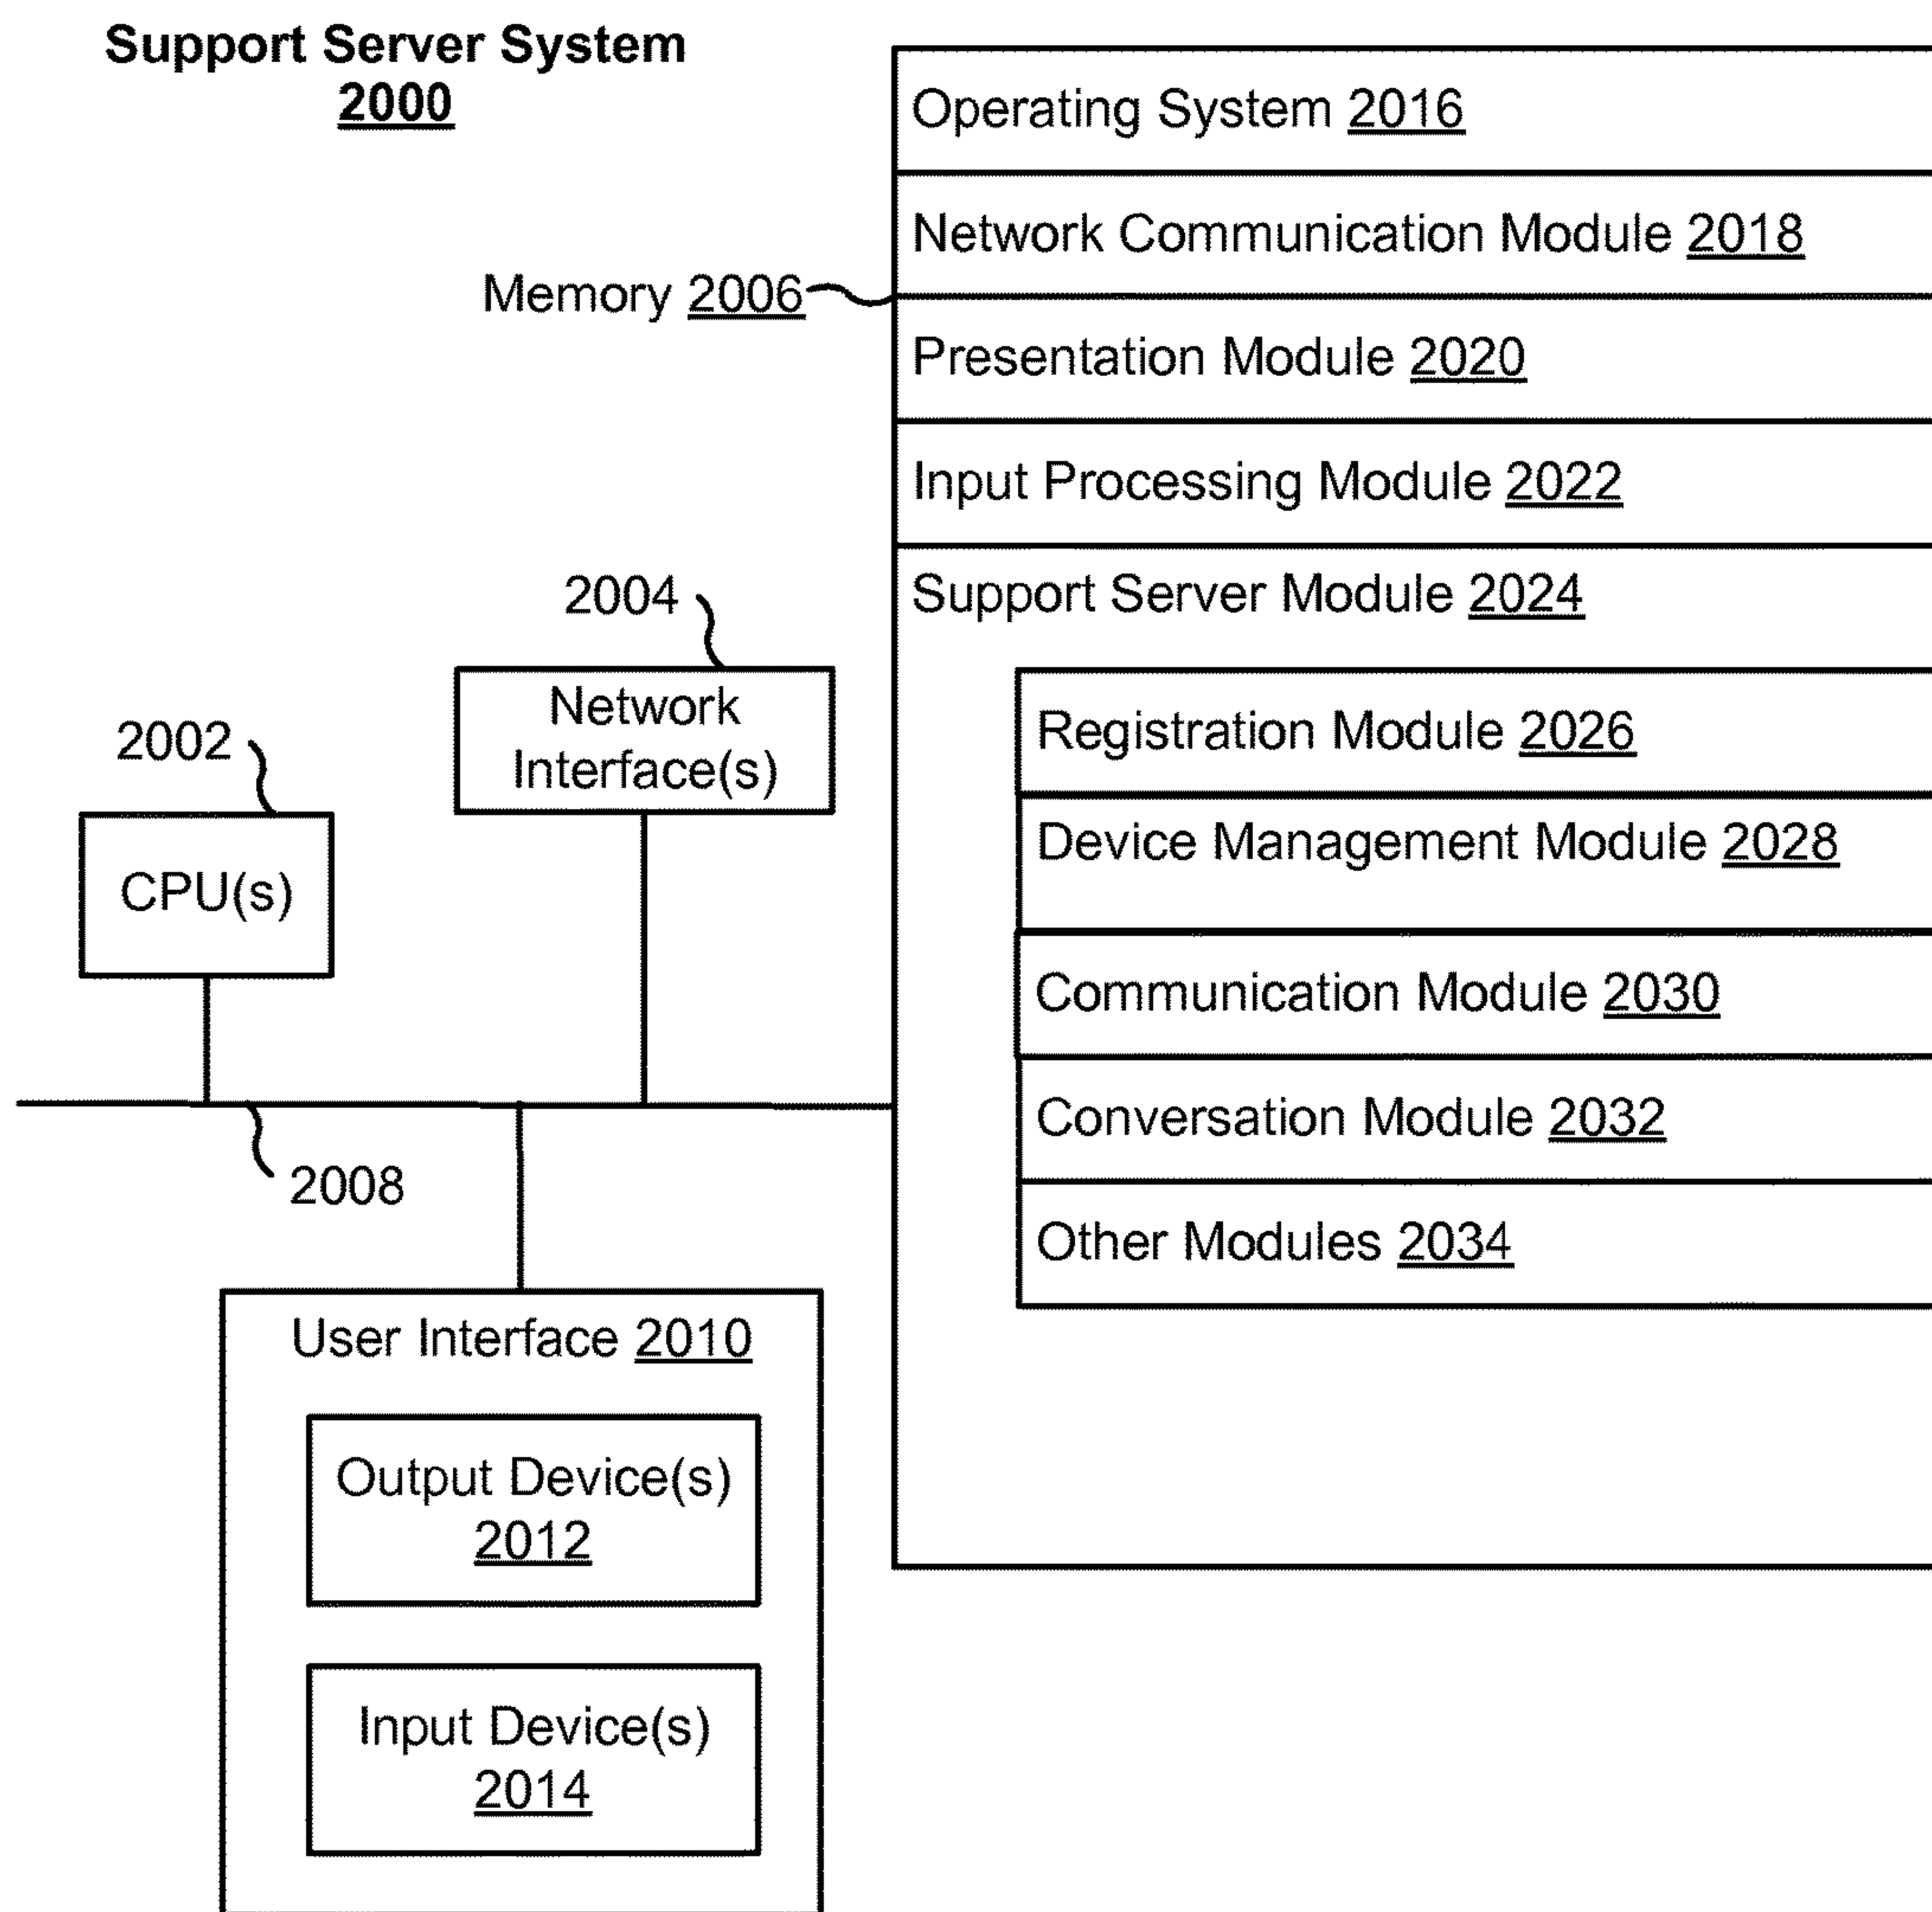 Support Server System
2000
Operating System 2016
Network Communication Module 2018
Memory 2006
Presentation Module 2020
Input Processing Module 2022
Support Server Module 2024
2004
Network
Interface(s)
2002
CPU(s)
Registration Module 2026
Device Management Module 2028
Communication Module 2030
Conversation Module 2032
Other Modules 2034
2008
User Interface 2010
Output Device(s)
2012
Input Device(s)
2014